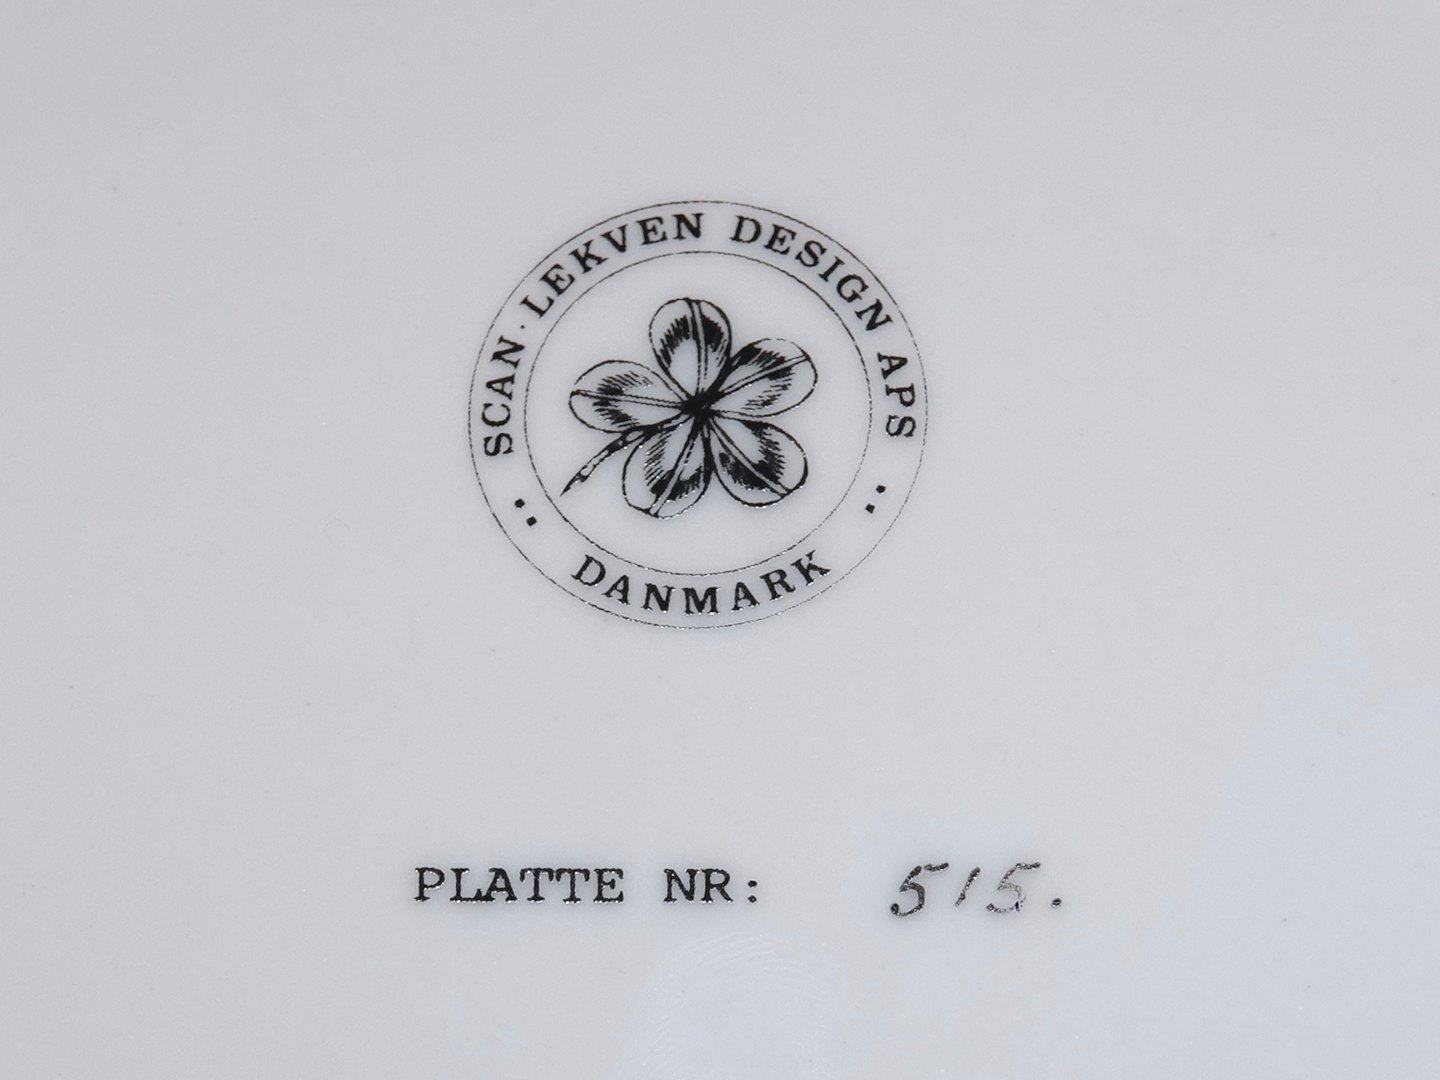 SCAN · LEKVEN DESIGN APS
DANMARK
PLATTE NR: 515.